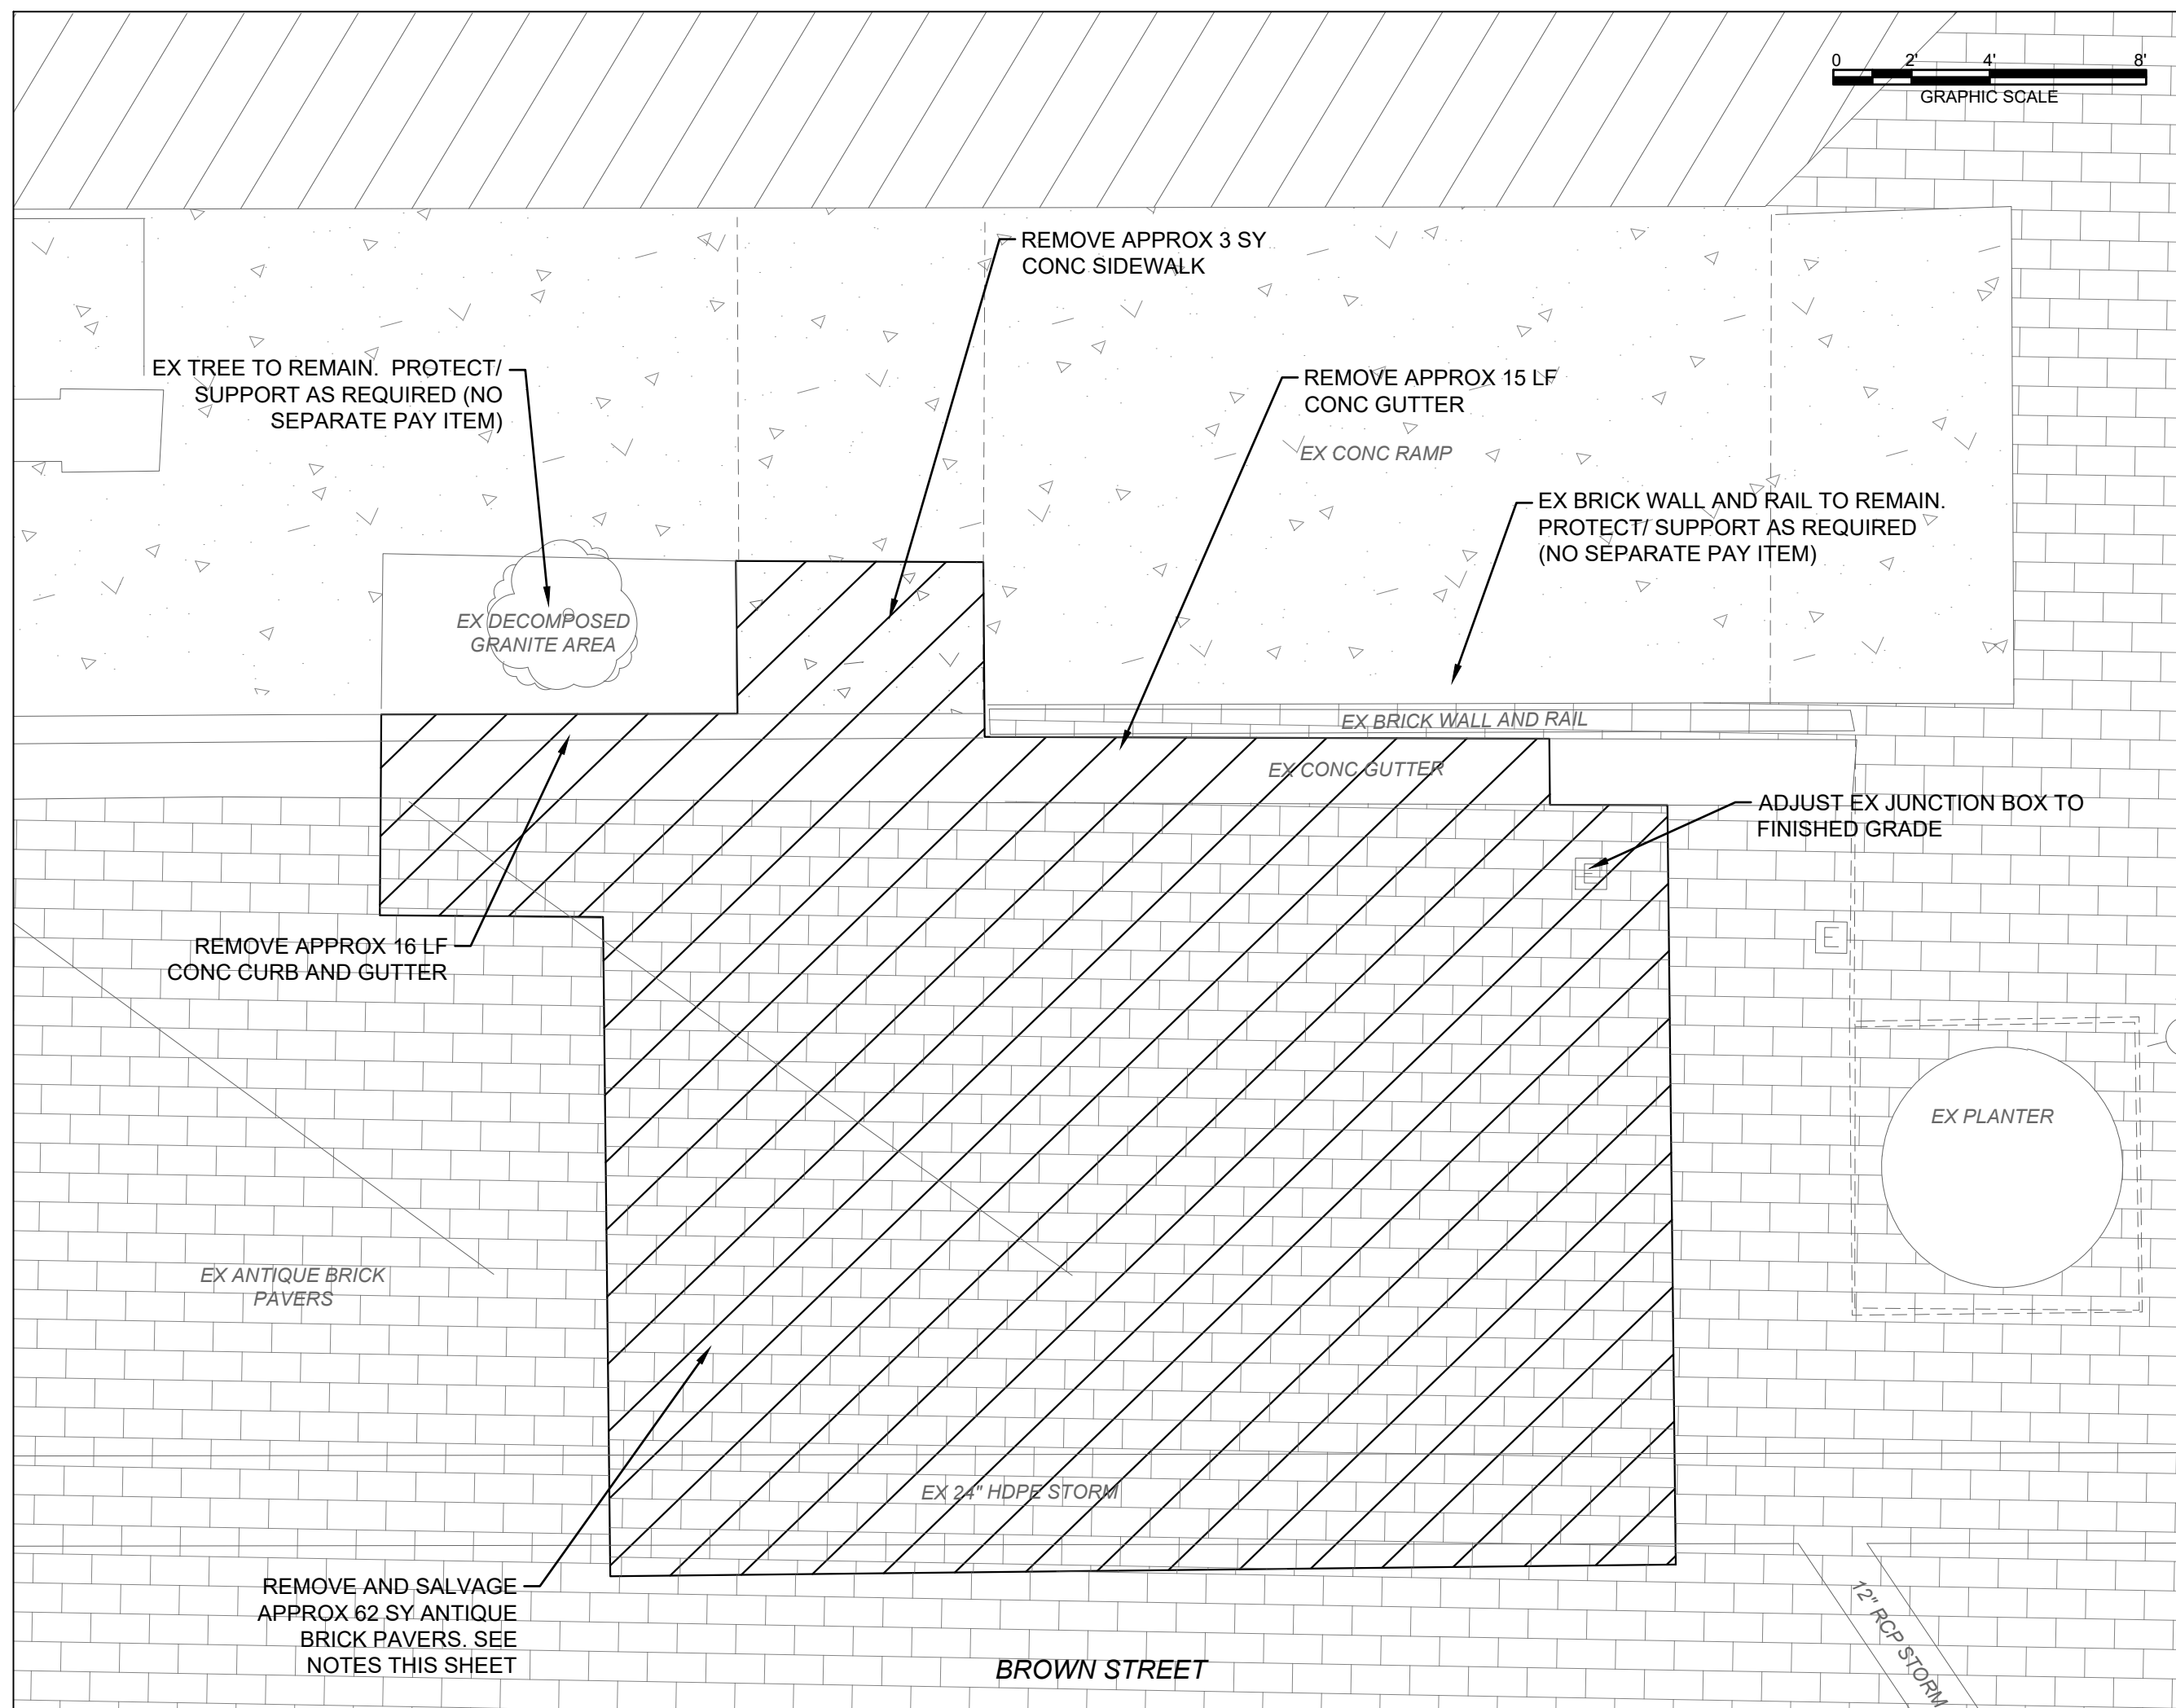 0 2' 4' 8'
GRAPHIC SCALE
REMOVE APPROX 3 SY
CONC SIDEWALK
EX TREE TO REMAIN. PROTECT/
SUPPORT AS REQUIRED (NO
SEPARATE PAY ITEM)
REMOVE APPROX 15 LF
CONC GUTTER
EX CONC RAMP
EX BRICK WALL AND RAIL TO REMAIN.
PROTECT/ SUPPORT AS REQUIRED
(NO SEPARATE PAY ITEM)
EX DECOMPOSED
GRANITE AREA
EX BRICK WALL AND RAIL
EX CONC GUTTER
ADJUST EX JUNCTION BOX TO
FINISHED GRADE
E
E
REMOVE APPROX 16 LF
CONC CURB AND GUTTER
EX PLANTER
EX ANTIQUE BRICK
PAVERS
EX 24" HDPE STORM
REMOVE AND SALVAGE
APPROX 62 SY ANTIQUE
BRICK PAVERS. SEE
NOTES THIS SHEET
12" RCP STORM
BROWN STREET